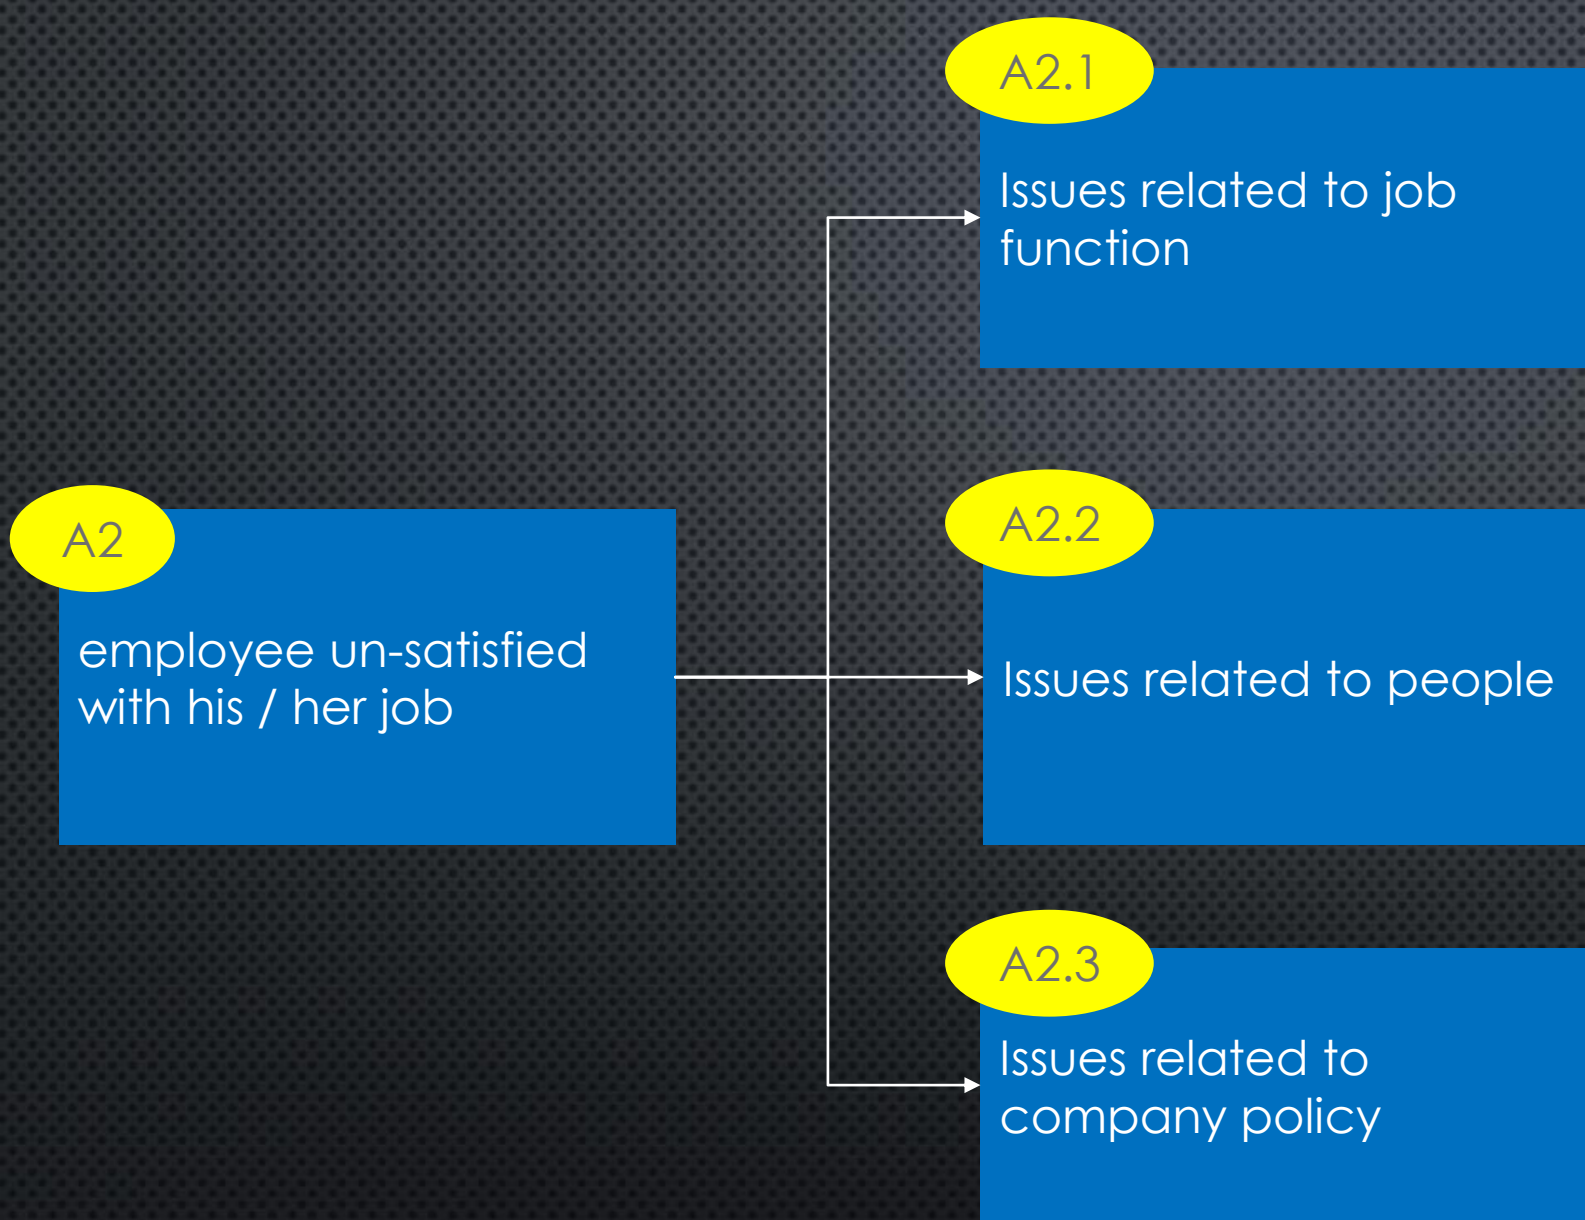 A2.1
Issues related to job
function
A2
employee un-satisfied
with his / her job
A2.2
Issues related to people
A2.3
Issues related to
company policy